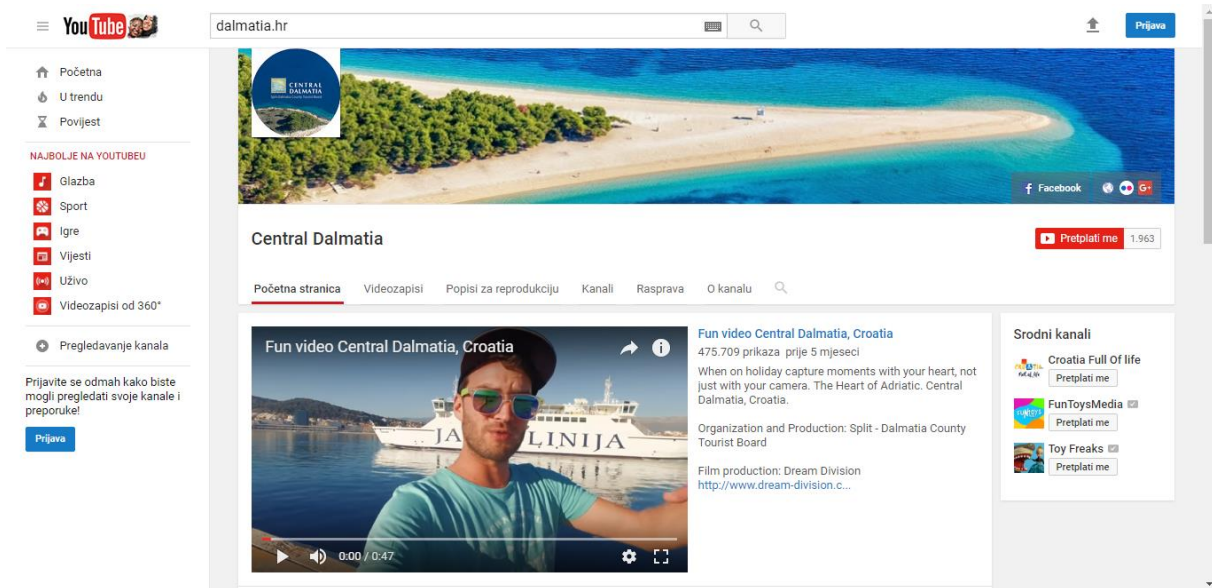 YouTube
dalmatia.hr
Prijava
Početna
U trendu
Povijest
NAJBOLJE NA YOUTUBEU
Glazba
Sport
Igre
Vijesti
Uživo
Videozapisi od 360°
Pregledavanje kanala
Prijavite se odmah kako biste
mogli pregledati svoje kanale i
preporuke!
Prijava
CENTRAL
DALMATIA
Facebook
G+
Central Dalmatia
Pretplati me 1.963
Početna stranica Videozapisi Popisi za reprodukciju Kanali Rasprava O kanalu
Fun video Central Dalmatia, Croatia
JA LINIJA
0:00 / 0:47
Fun video Central Dalmatia, Croatia
475.709 prikaza prije 5 mjeseci
When on holiday capture moments with your heart, not
just with your camera. The Heart of Adriatic. Central
Dalmatia, Croatia.
Organization and Production: Split - Dalmatia County
Tourist Board
Film production: Dream Division
http://www.dream-division.c...
Srodni kanali
Croatia Full Of life
Pretplati me
FunToysMedia
Pretplati me
Toy Freaks
Pretplati me